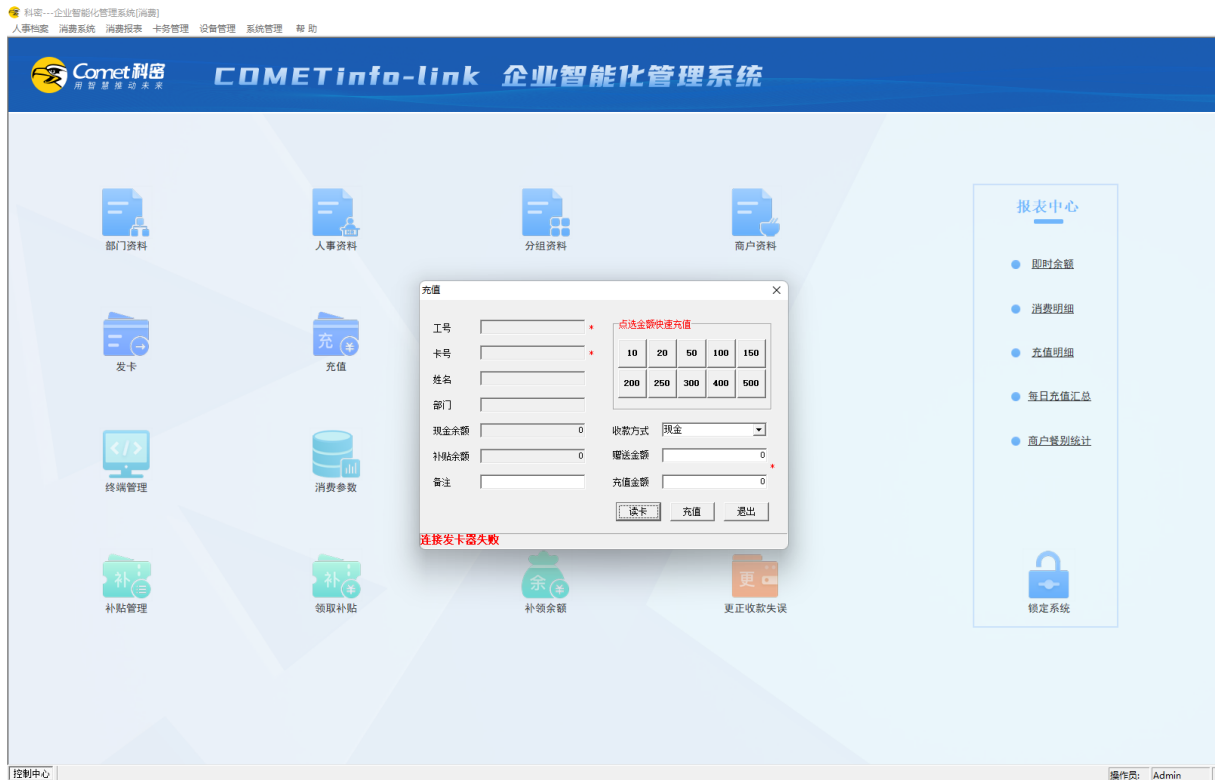 科密---企业智能化管理系统[消费]
人事档案 消费系统 消费报表 卡务管理 设备管理 系统管理 帮助
Comet科密
用智慧推动未来
COMETinfo-link 企业智能化管理系统
部门资料 人事资料 分组资料 商户资料
报表中心
即时余额
消费明细
充值明细
每日充值汇总
商户餐别统计
发卡 充值
充 ¥
充值
工号 *
卡号 *
姓名
部门
现金余额 0
补贴余额 0
备注
点选金额快速充值
10 20 50 100 150
200 250 300 400 500
收款方式 现金
赠送金额 0
*
充值金额 0
读卡 充值 退出
连接发卡器失败
</>
终端管理 消费参数
补 补 ¥ 余 ¥ 更
补贴管理 领取补贴 补领余额 更正收款失误 锁定系统
控制中心 操作员: Admin